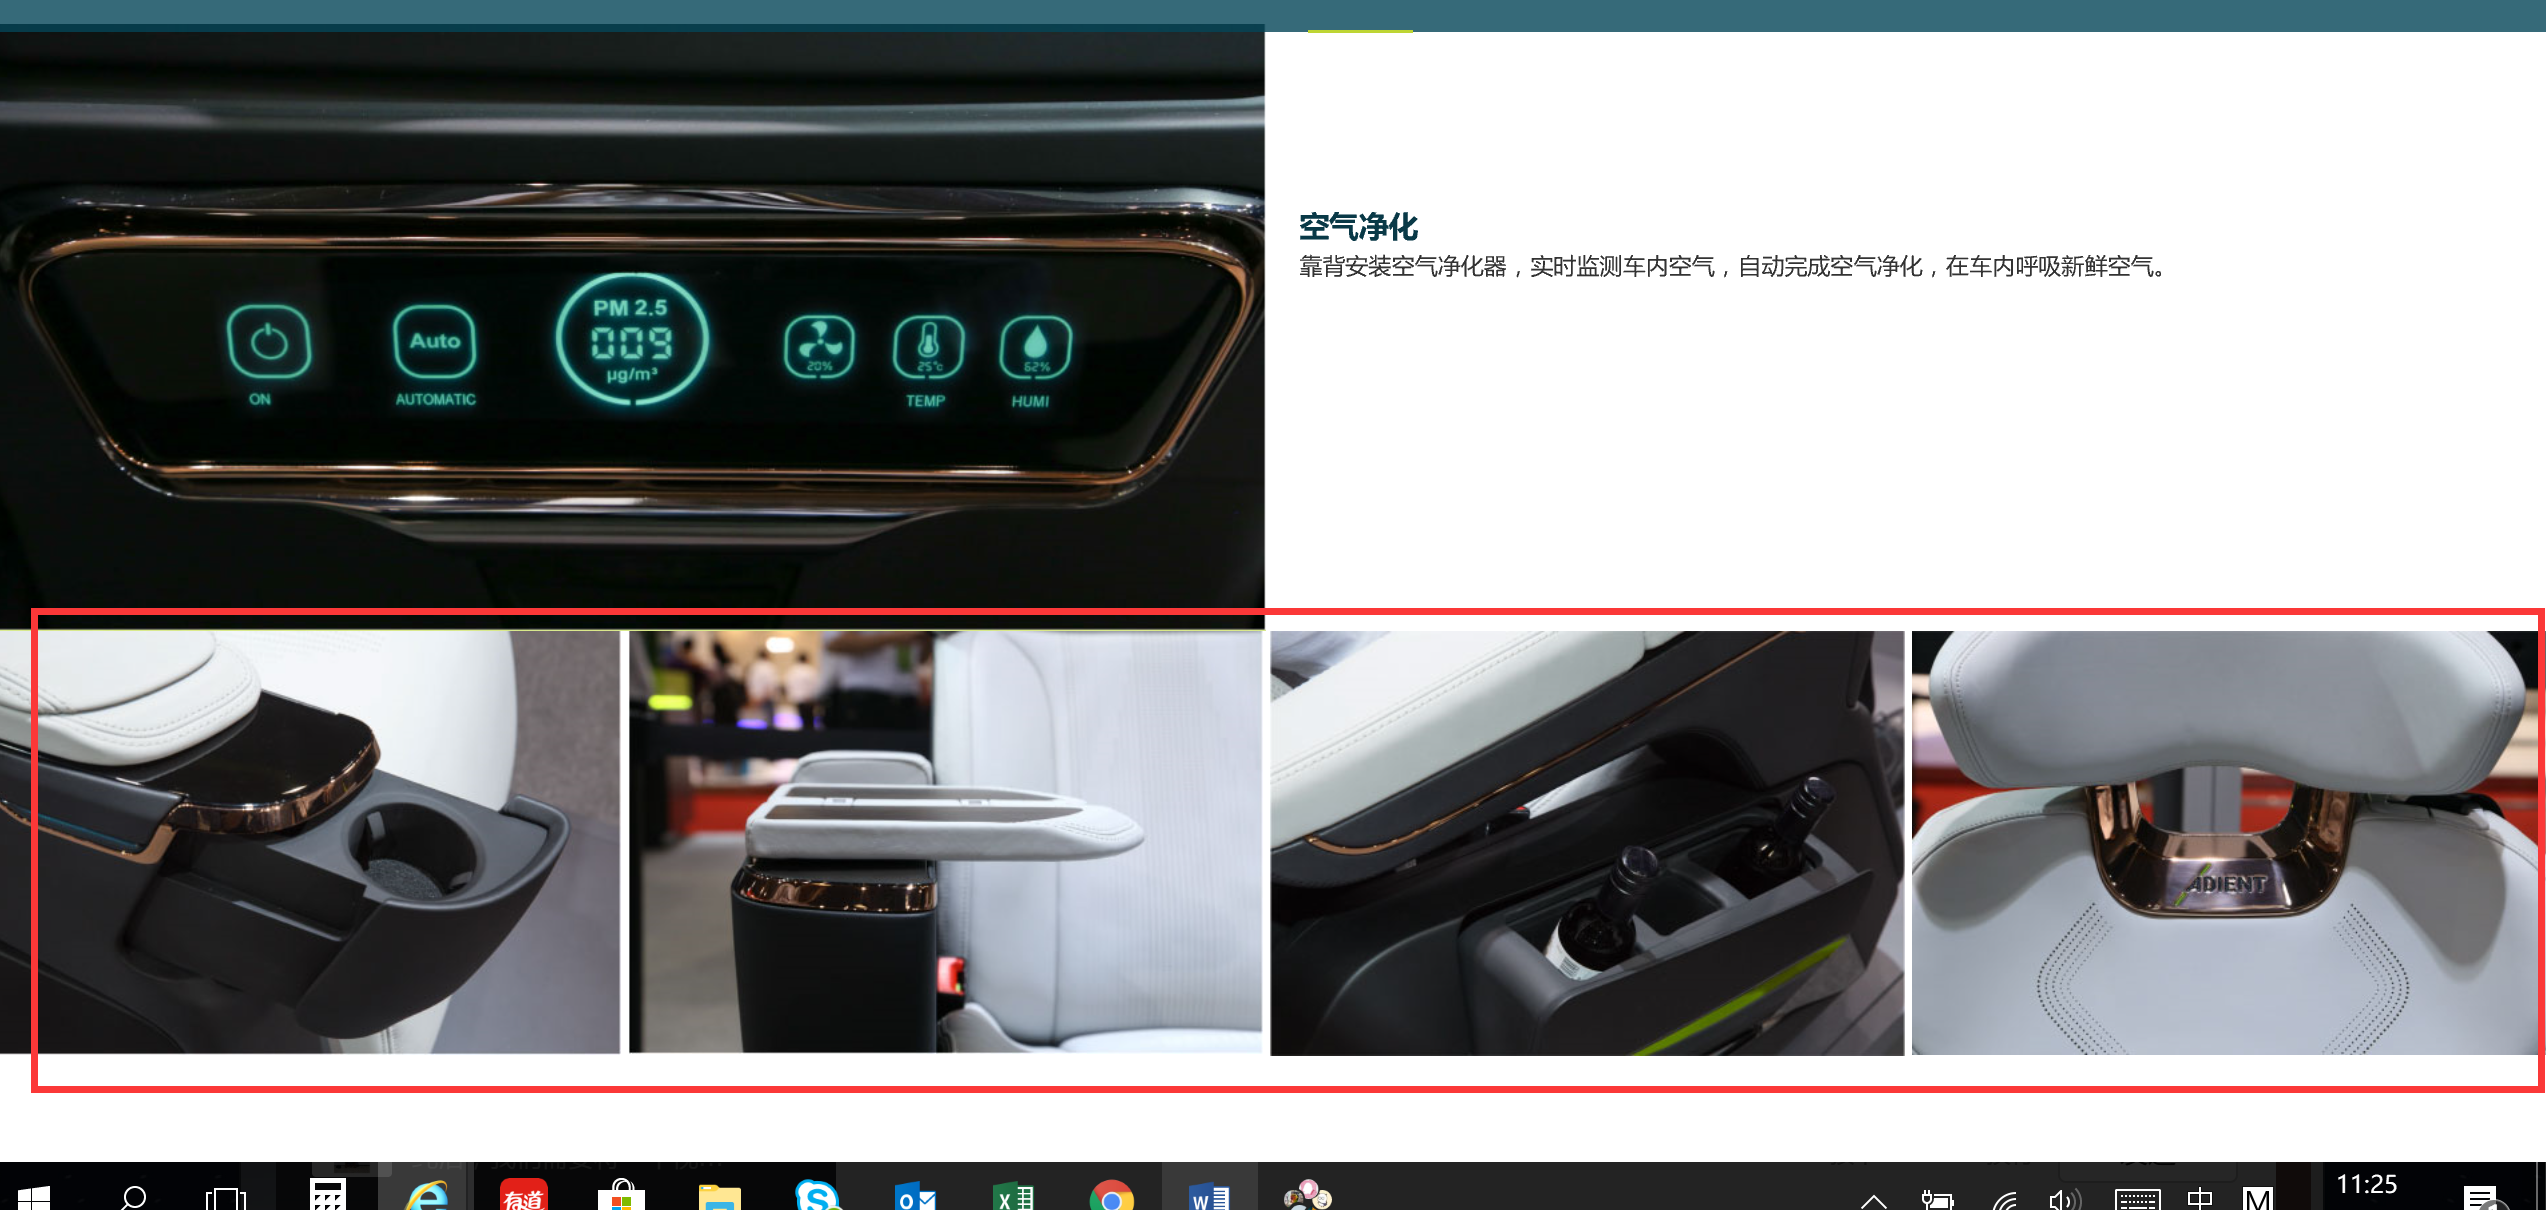 空气净化
靠背安装空气净化器，实时监测车内空气，自动完成空气净化，在车内呼吸新鲜空气。
PM 2.5
009
μg/m³
Auto
20%
25°c
62%
ON
AUTOMATIC
TEMP
HUMI
ADIENT
有道
中
M
11:25